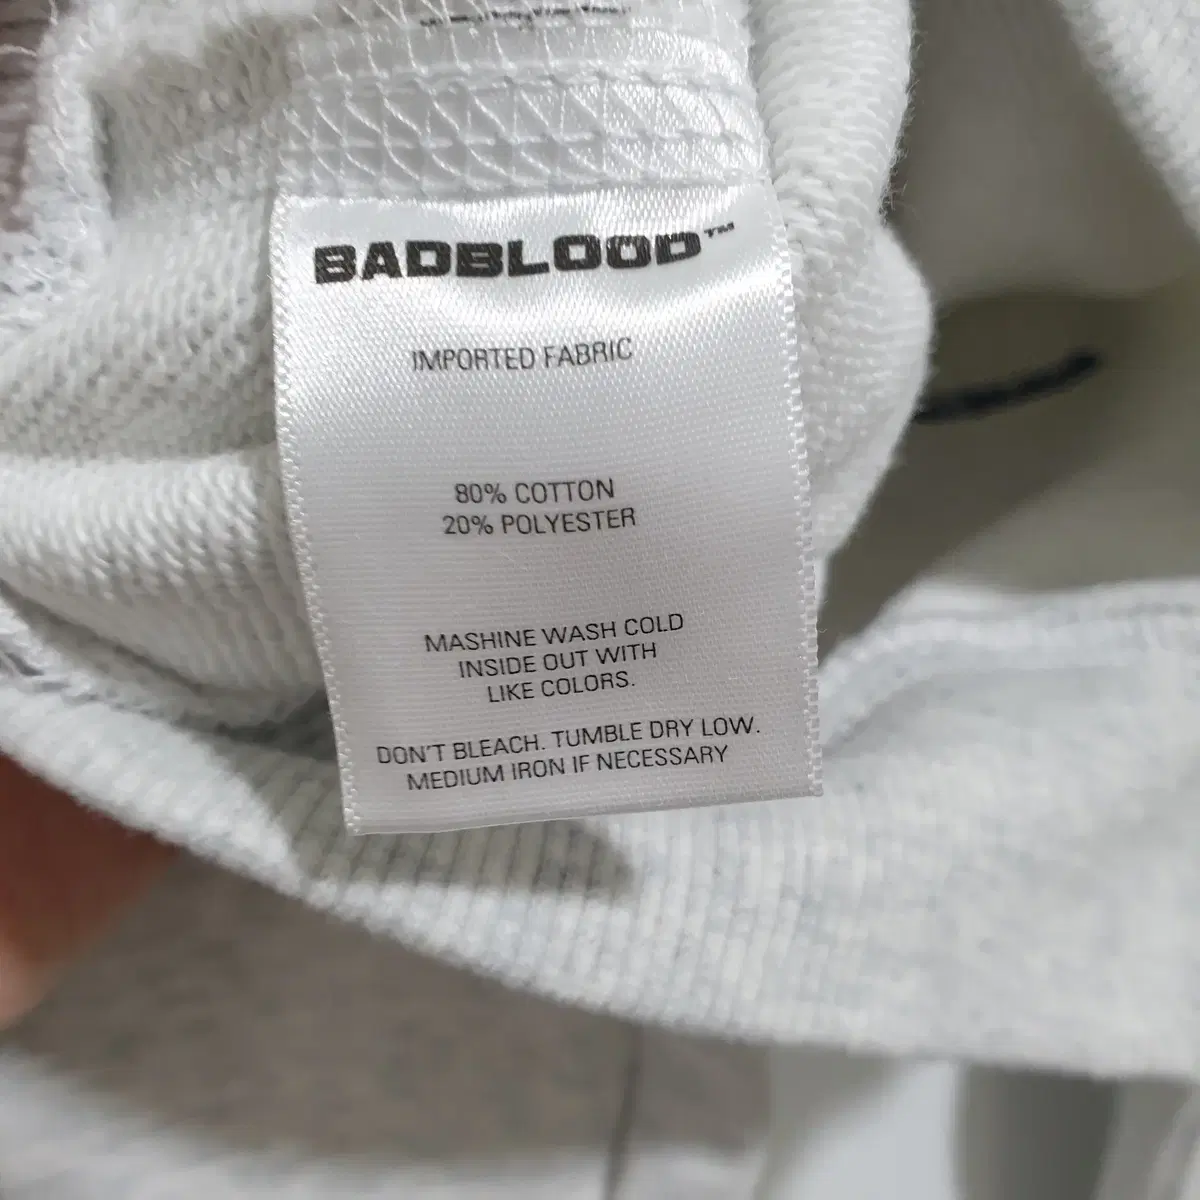 BADBLOOD™
IMPORTED FABRIC
80% COTTON
20% POLYESTER
MASHINE WASH COLD
INSIDE OUT WITH
LIKE COLORS.
DON'T BLEACH. TUMBLE DRY LOW.
MEDIUM IRON IF NECESSARY